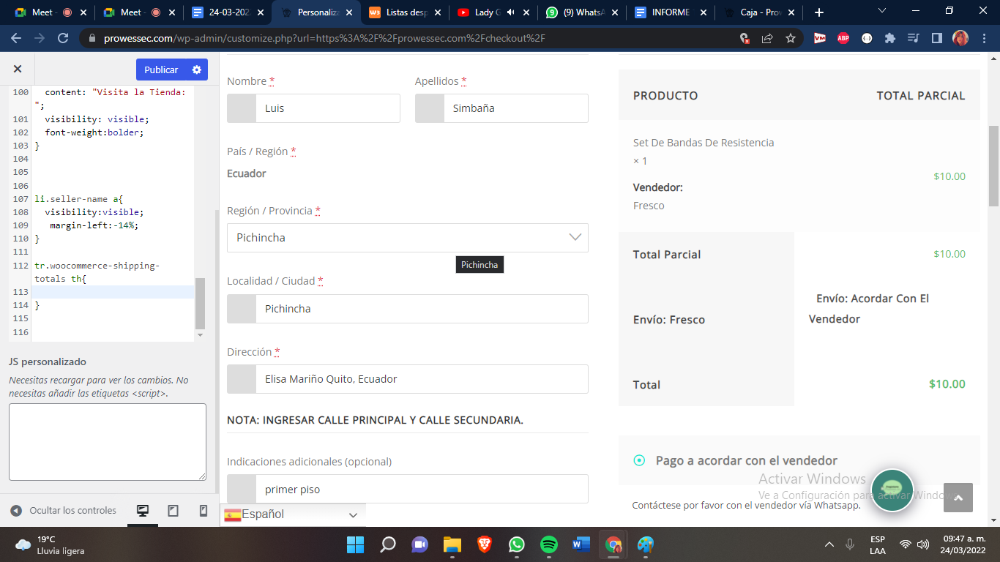 Meet -
Meet -
24-03-202
Personaliza
Listas desp
Lady G
(9) WhatsA
INFORME
Caja - Prow
prowessec.com/wp-admin/customize.php?url=https%3A%2F%2Fprowessec.com%2Fcheckout%2F
Publicar
100 content: "Visita la Tienda:
";
101 visibility: visible;
102 font-weight:bolder;
103 }
104
105
106
107 li.seller-name a{
108 visibility:visible;
109 margin-left:-14%;
110 }
111
112 tr.woocommerce-shipping-
totals th{
113
114 }
115
116
JS personalizado
Necesitas recargar para ver los cambios. No
necesitas añadir las etiquetas <script>.
Ocultar los controles
Nombre *
Apellidos *
Luis
Simbaña
País / Región *
Ecuador
Región / Provincia *
Pichincha
Pichincha
Localidad / Ciudad *
Pichincha
Dirección *
Elisa Mariño Quito, Ecuador
NOTA: INGRESAR CALLE PRINCIPAL Y CALLE SECUNDARIA.
Indicaciones adicionales (opcional)
primer piso
Español
PRODUCTO
TOTAL PARCIAL
Set De Bandas De Resistencia
× 1
$10.00
Vendedor:
Fresco
Total Parcial
$10.00
Envío: Fresco
Envío: Acordar Con El
Vendedor
Total
$10.00
Pago a acordar con el vendedor
Activar Windows
Ve a Configuración para activar Windows.
Contáctese por favor con el vendedor vía Whatsapp.
19°C
Lluvia ligera
ESP
LAA
09:47 a. m.
24/03/2022